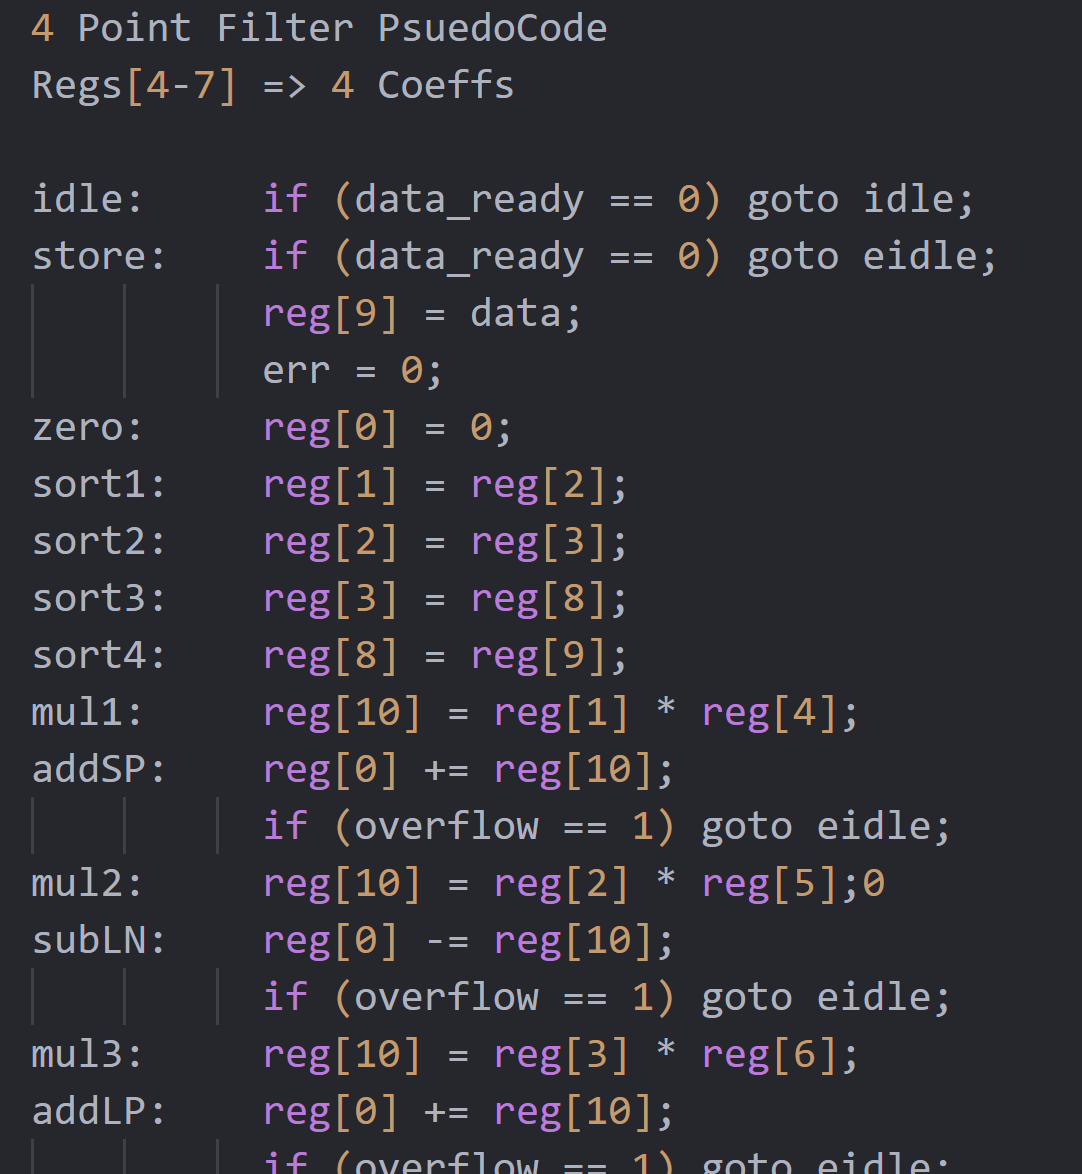 4 Point Filter PsuedoCode
Regs[4-7] => 4 Coeffs
idle: if (data_ready == 0) goto idle;
store: if (data_ready == 0) goto eidle;
reg[9] = data;
err = 0;
zero: reg[0] = 0;
sort1: reg[1] = reg[2];
sort2: reg[2] = reg[3];
sort3: reg[3] = reg[8];
sort4: reg[8] = reg[9];
mul1: reg[10] = reg[1] * reg[4];
addSP: reg[0] += reg[10];
if (overflow == 1) goto eidle;
mul2: reg[10] = reg[2] * reg[5];0
subLN: reg[0] -= reg[10];
if (overflow == 1) goto eidle;
mul3: reg[10] = reg[3] * reg[6];
addLP: reg[0] += reg[10];
if (overflow == 1) goto eidle;